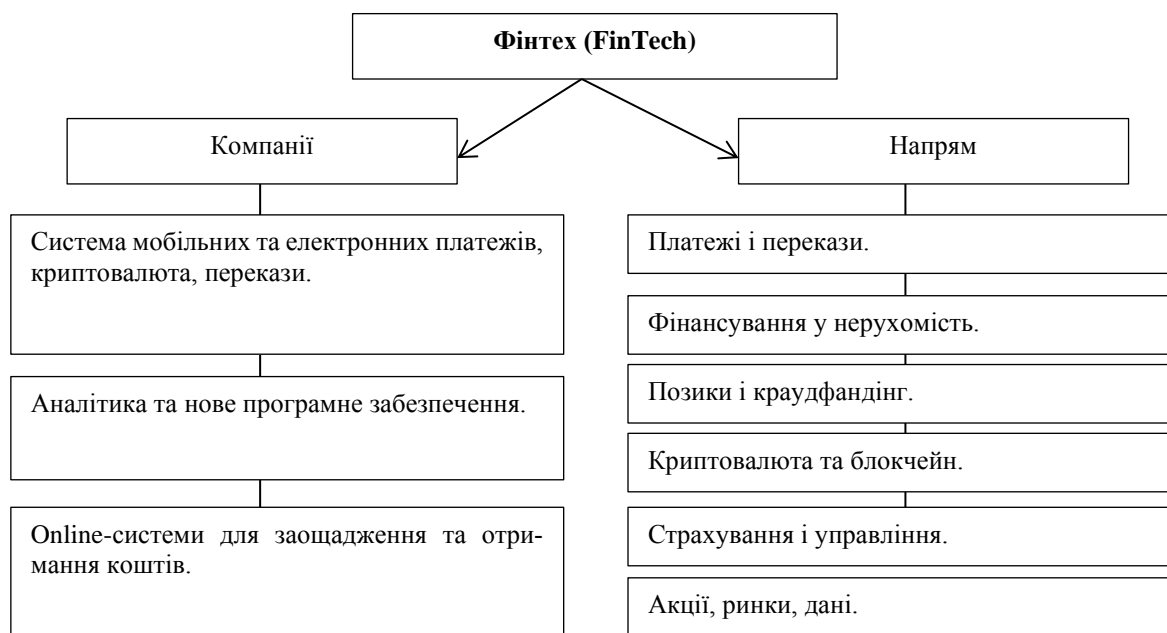 Фінтех (FinTech)
Компанії
Система мобільних та електронних платежів,
криптовалюта, перекази.
Аналітика та нове програмне забезпечення.
Online-системи для заощадження та отри-
мання коштів.
Напрям
Платежі і перекази.
Фінансування у нерухомість.
Позики і краудфандінг.
Криптовалюта та блокчейн.
Страхування і управління.
Акції, ринки, дані.